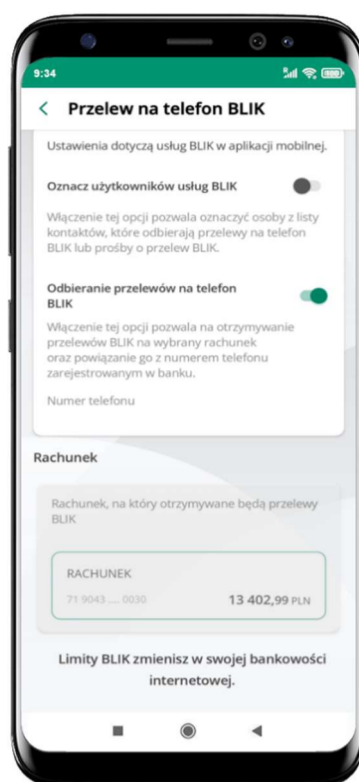 9:34
Przelew na telefon BLIK
Ustawienia dotyczą usług BLIK w aplikacji mobilnej.
Oznacz użytkowników usług BLIK
Włączenie tej opcji pozwala oznaczyć osoby z listy
kontaktów, które odbierają przelewy na telefon
BLIK lub prośby o przelew BLIK.
Odbieranie przelewów na telefon
BLIK
Włączenie tej opcji pozwala na otrzymywanie
przelewów BLIK na wybrany rachunek
oraz powiązanie go z numerem telefonu
zarejestrowanym w banku.
Numer telefonu
Rachunek
Rachunek, na który otrzymywane będą przelewy
BLIK
RACHUNEK
71 9043 .... 0030 13 402,99 PLN
Limity BLIK zmienisz w swojej bankowości
internetowej.